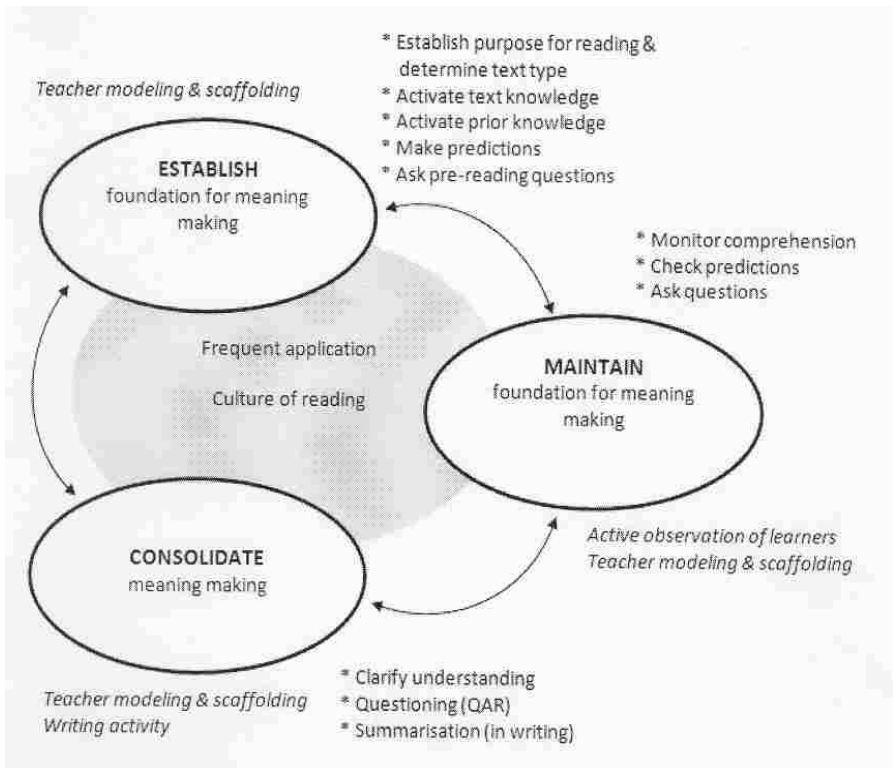 * Establish purpose for reading &
determine text type
* Activate text knowledge
* Activate prior knowledge
* Make predictions
* Ask pre-reading questions
Teacher modeling & scaffolding
ESTABLISH
foundation for meaning
making
* Monitor comprehension
* Check predictions
* Ask questions
Frequent application
Culture of reading
MAINTAIN
foundation for meaning
making
Active observation of learners
Teacher modeling & scaffolding
CONSOLIDATE
meaning making
Teacher modeling & scaffolding
Writing activity
* Clarify understanding
* Questioning (QAR)
* Summarisation (in writing)